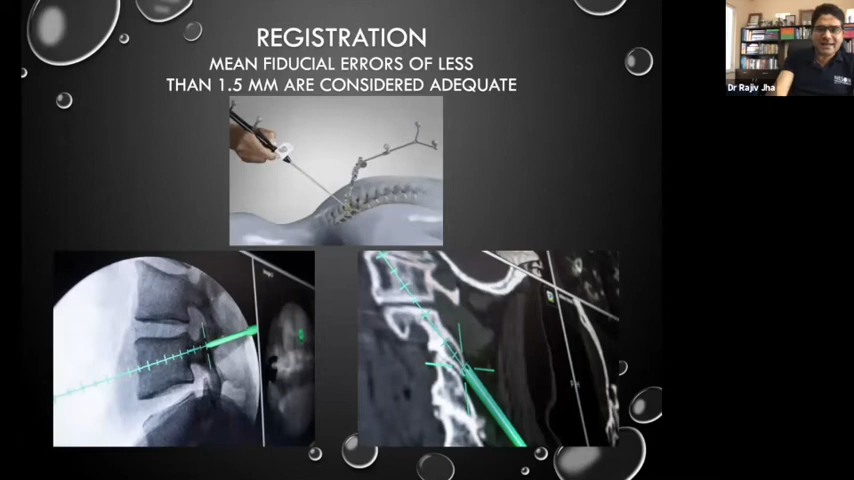 REGISTRATION
MEAN FIDUCIAL ERRORS OF LESS
THAN 1.5 MM ARE CONSIDERED ADEQUATE
Dr Rajiv Jha